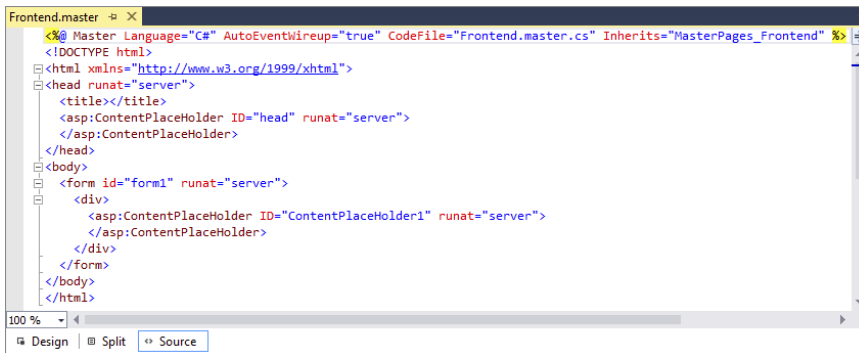 Frontend.master
<%@ Master Language="C#" AutoEventWireup="true" CodeFile="Frontend.master.cs" Inherits="MasterPages_Frontend" %>
<!DOCTYPE html>
<html xmlns="http://www.w3.org/1999/xhtml">
<head runat="server">
<title></title>
<asp:ContentPlaceHolder ID="head" runat="server">
</asp:ContentPlaceHolder>
</head>
<body>
<form id="form1" runat="server">
<div>
<asp:ContentPlaceHolder ID="ContentPlaceHolder1" runat="server">
</asp:ContentPlaceHolder>
</div>
</form>
</body>
</html>
100 %
Design Split Source